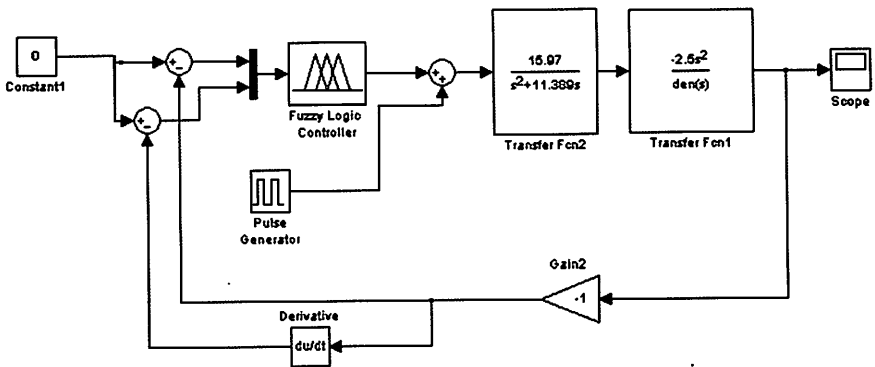 0
Constant1
+
−
+
−
Fuzzy Logic
Controller
+
+
15.97
s²+11.389s
Transfer Fcn2
-2.5s²
den(s)
Transfer Fcn1
Scope
Pulse
Generator
Gain2
-1
Derivative
du/dt